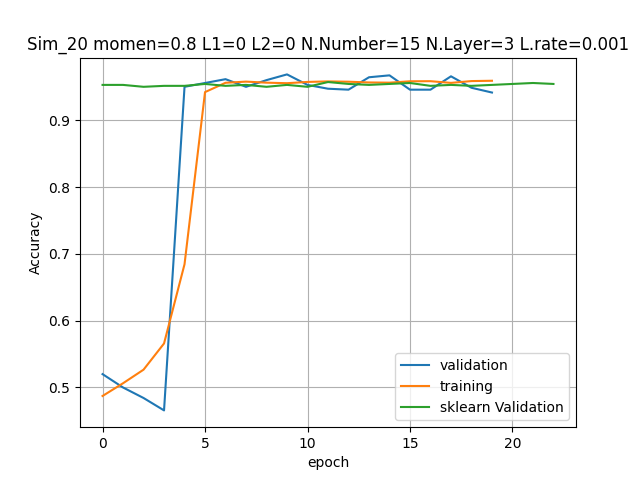 Sim_20 momen=0.8 L1=0 L2=0 N.Number=15 N.Layer=3 L.rate=0.001
Accuracy
0.9
0.8
0.7
0.6
0.5
validation
training
sklearn Validation
0 5 10 15 20
epoch